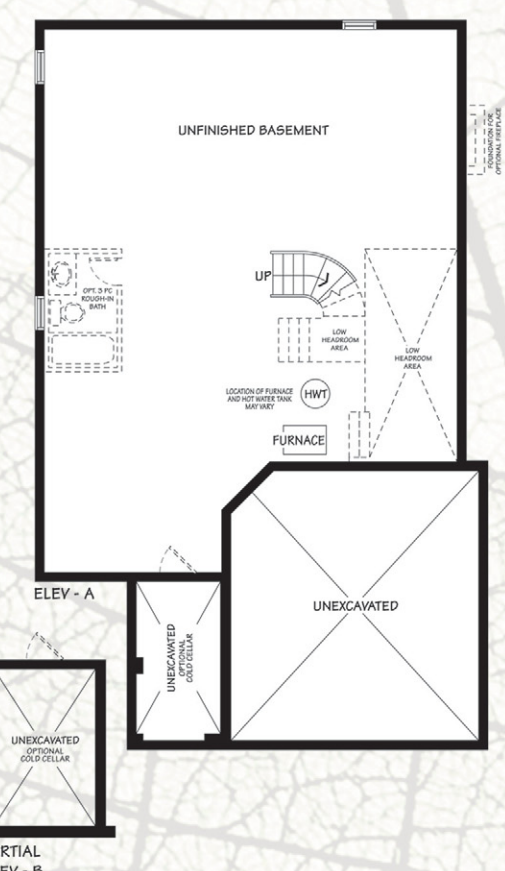 UNFINISHED BASEMENT
FOUNDATION FOR
OPTIONAL FIREPLACE
UP
OPT. 3 PC
ROUGH-IN
BATH
LOW
HEADROOM
AREA
LOW
HEADROOM
AREA
LOCATION OF FURNACE
AND HOT WATER TANK
MAY VARY
HWT
FURNACE
ELEV - A
UNEXCAVATED
UNEXCAVATED
OPTIONAL
COLD CELLAR
UNEXCAVATED
OPTIONAL
COLD CELLAR
RTIAL
EV - B